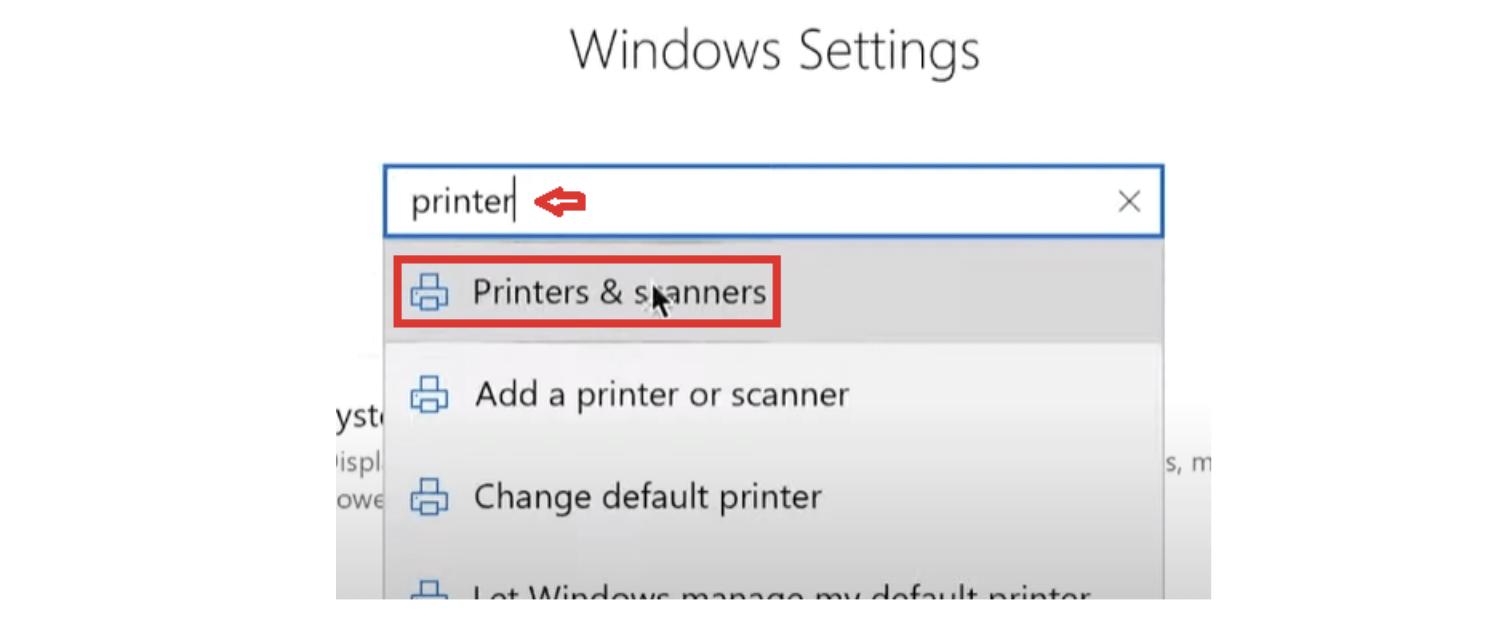 Windows Settings
printer
Printers & scanners
Add a printer or scanner
yst
Change default printer
s, m
owe
Let Windows manage my default printer